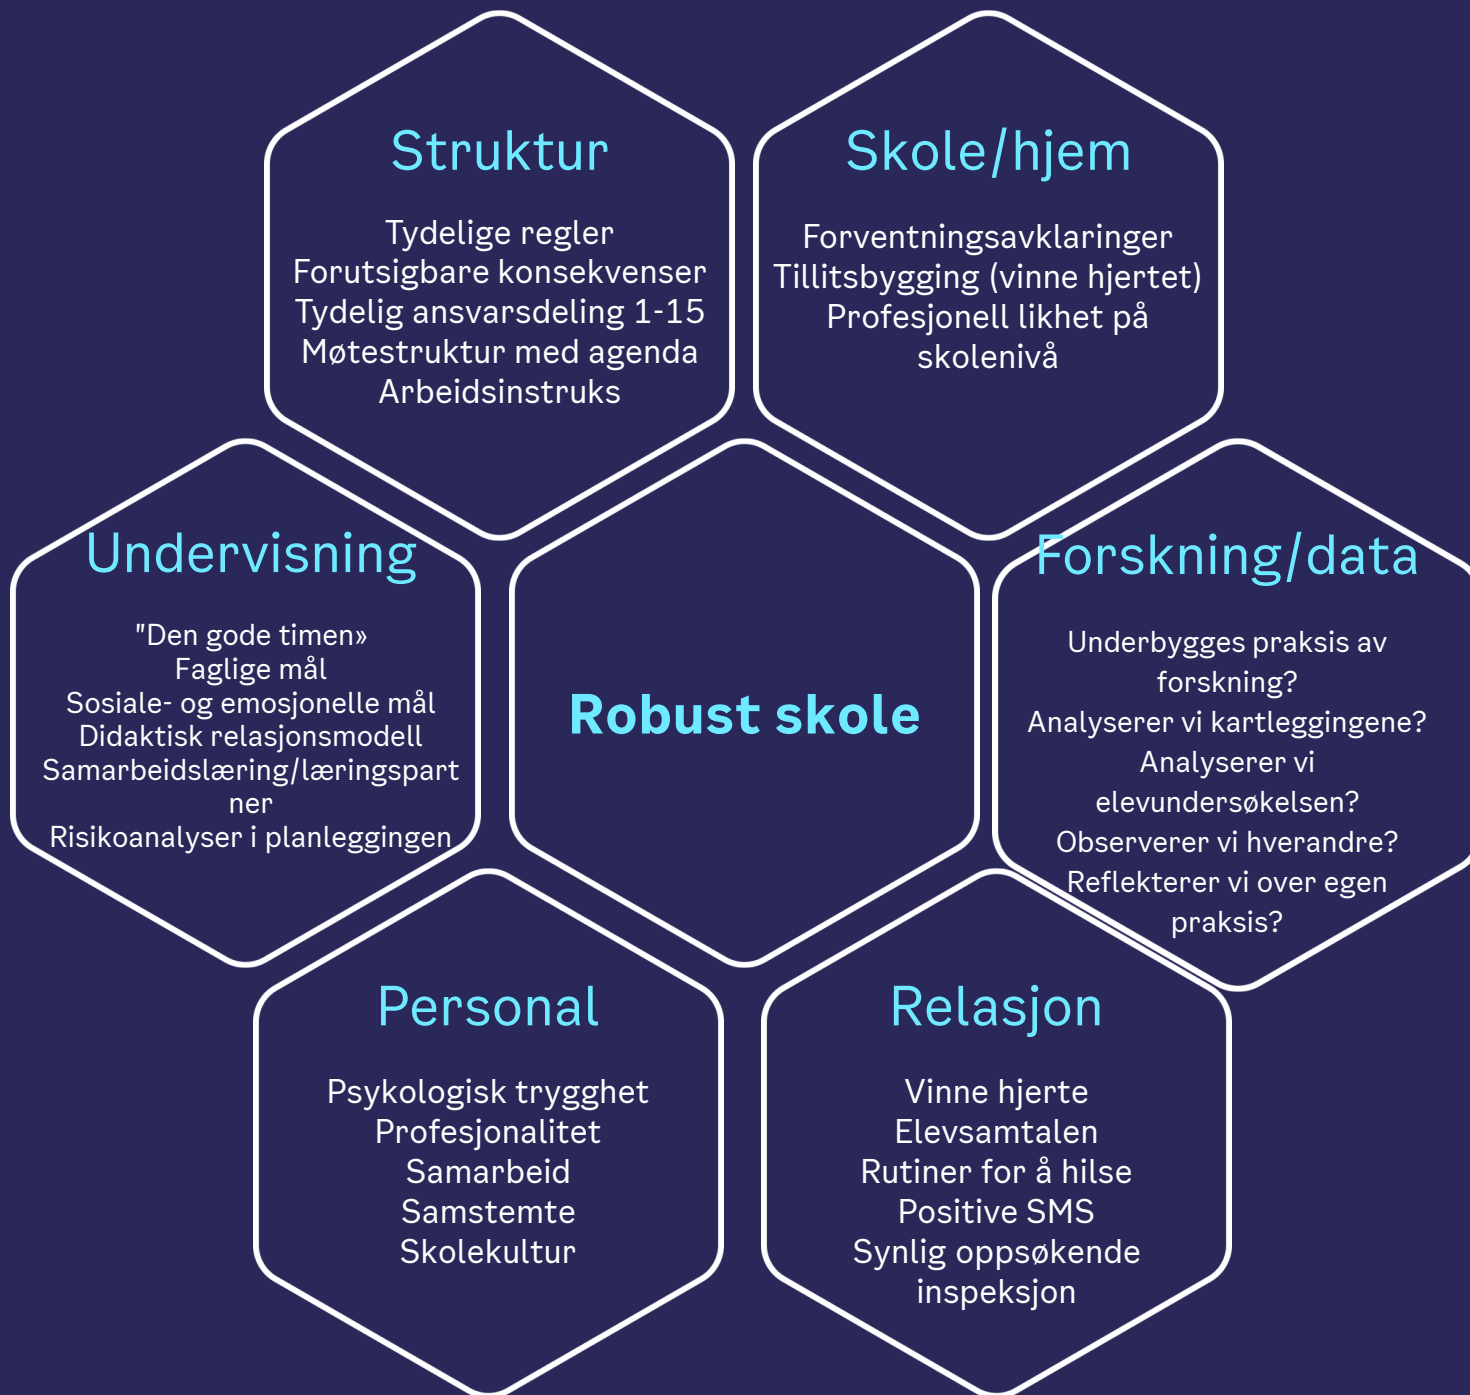 Struktur
Tydelige regler
Forutsigbare konsekvenser
Tydelig ansvarsdeling 1-15
Møtestruktur med agenda
Arbeidsinstruks
Skole/hjem
Forventningsavklaringer
Tillitsbygging (vinne hjertet)
Profesjonell likhet på
skolenivå
Undervisning
"Den gode timen»
Faglige mål
Sosiale- og emosjonelle mål
Didaktisk relasjonsmodell
Samarbeidslæring/læringspart
ner
Risikoanalyser i planleggingen
Robust skole
Forskning/data
Underbygges praksis av
forskning?
Analyserer vi kartleggingene?
Analyserer vi
elevundersøkelsen?
Observerer vi hverandre?
Reflekterer vi over egen
praksis?
Personal
Psykologisk trygghet
Profesjonalitet
Samarbeid
Samstemte
Skolekultur
Relasjon
Vinne hjerte
Elevsamtalen
Rutiner for å hilse
Positive SMS
Synlig oppsøkende
inspeksjon